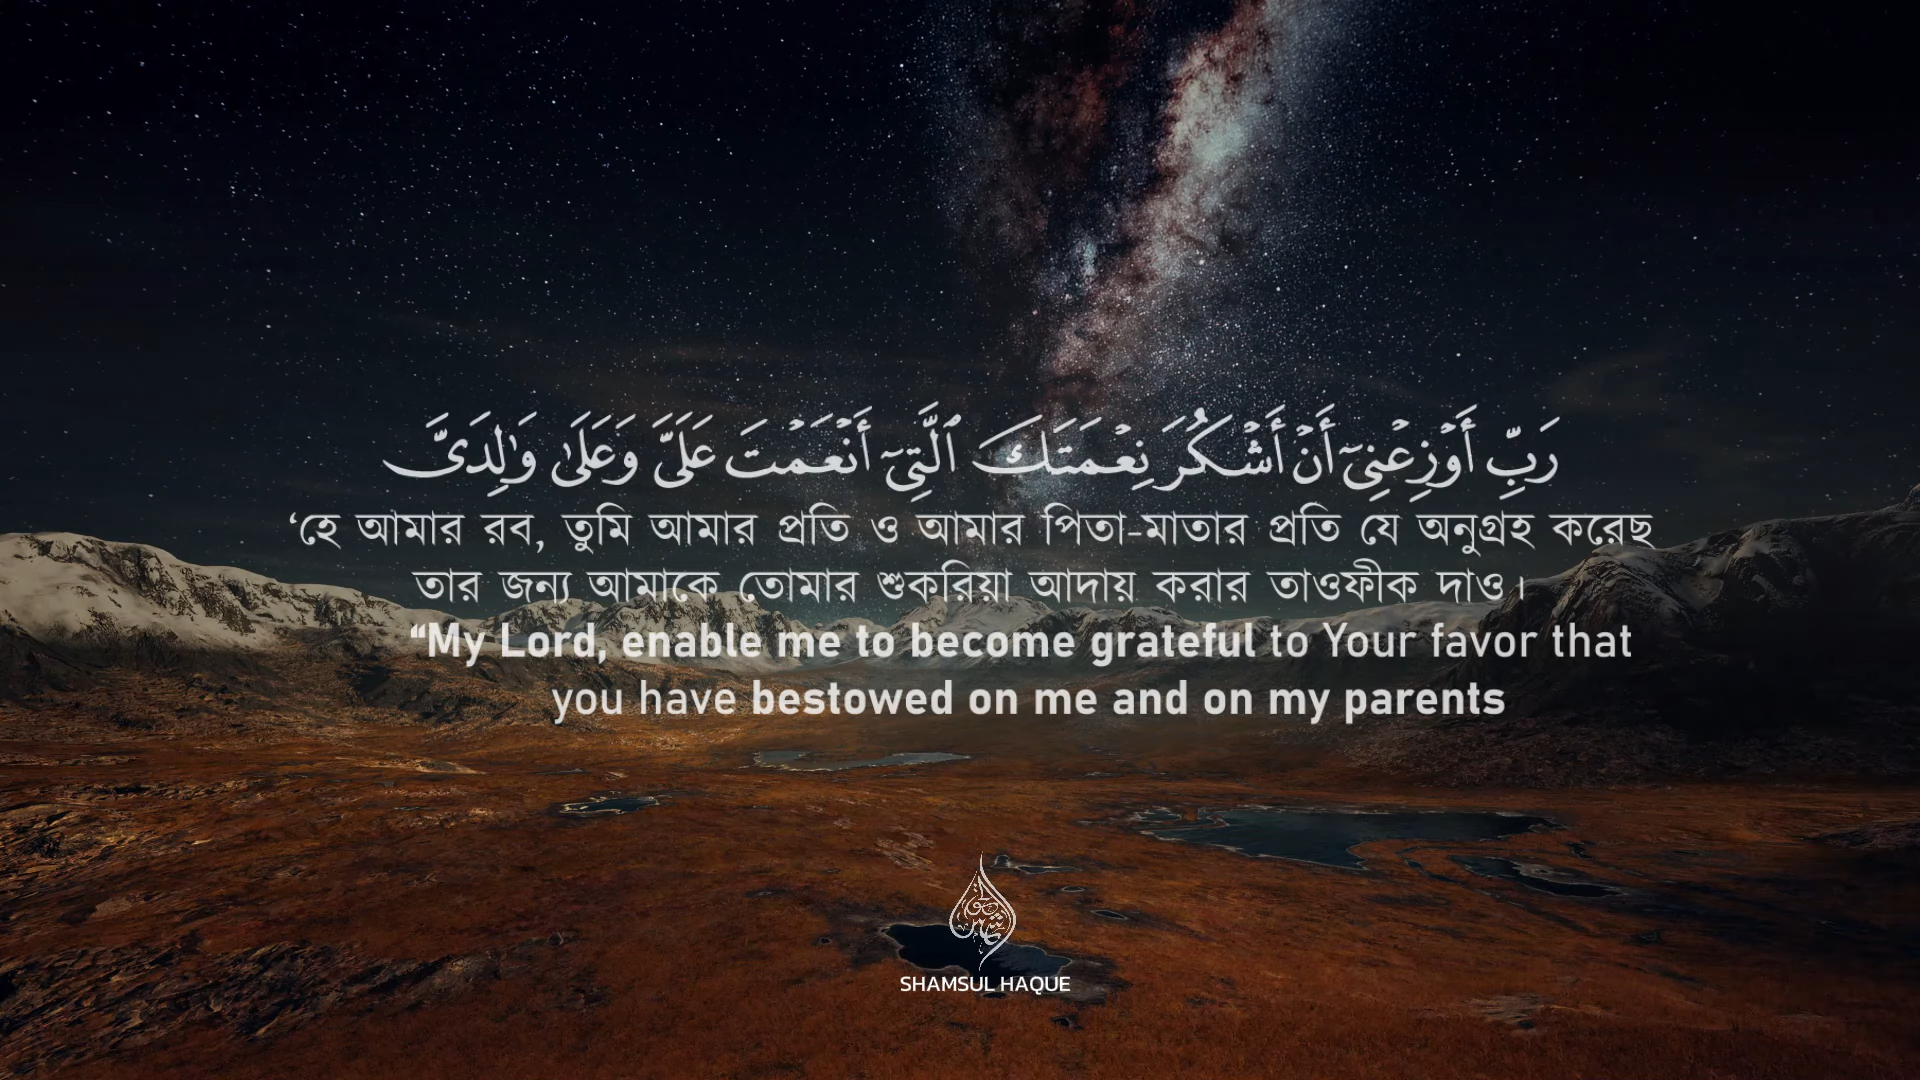 رَبِّ أَوۡزِعۡنِيٓ أَنۡ أَشۡكُرَ نِعۡمَتَكَ ٱلَّتِيٓ أَنۡعَمۡتَ عَلَيَّ وَعَلَىٰ وَٰلِدَيَّ
‘হে আমার রব, তুমি আমার প্রতি ও আমার পিতা-মাতার প্রতি যে অনুগ্রহ করেছ
তার জন্য আমাকে তোমার শুকরিয়া আদায় করার তাওফীক দাও।
“My Lord, enable me to become grateful to Your favor that
you have bestowed on me and on my parents
SHAMSUL HAQUE